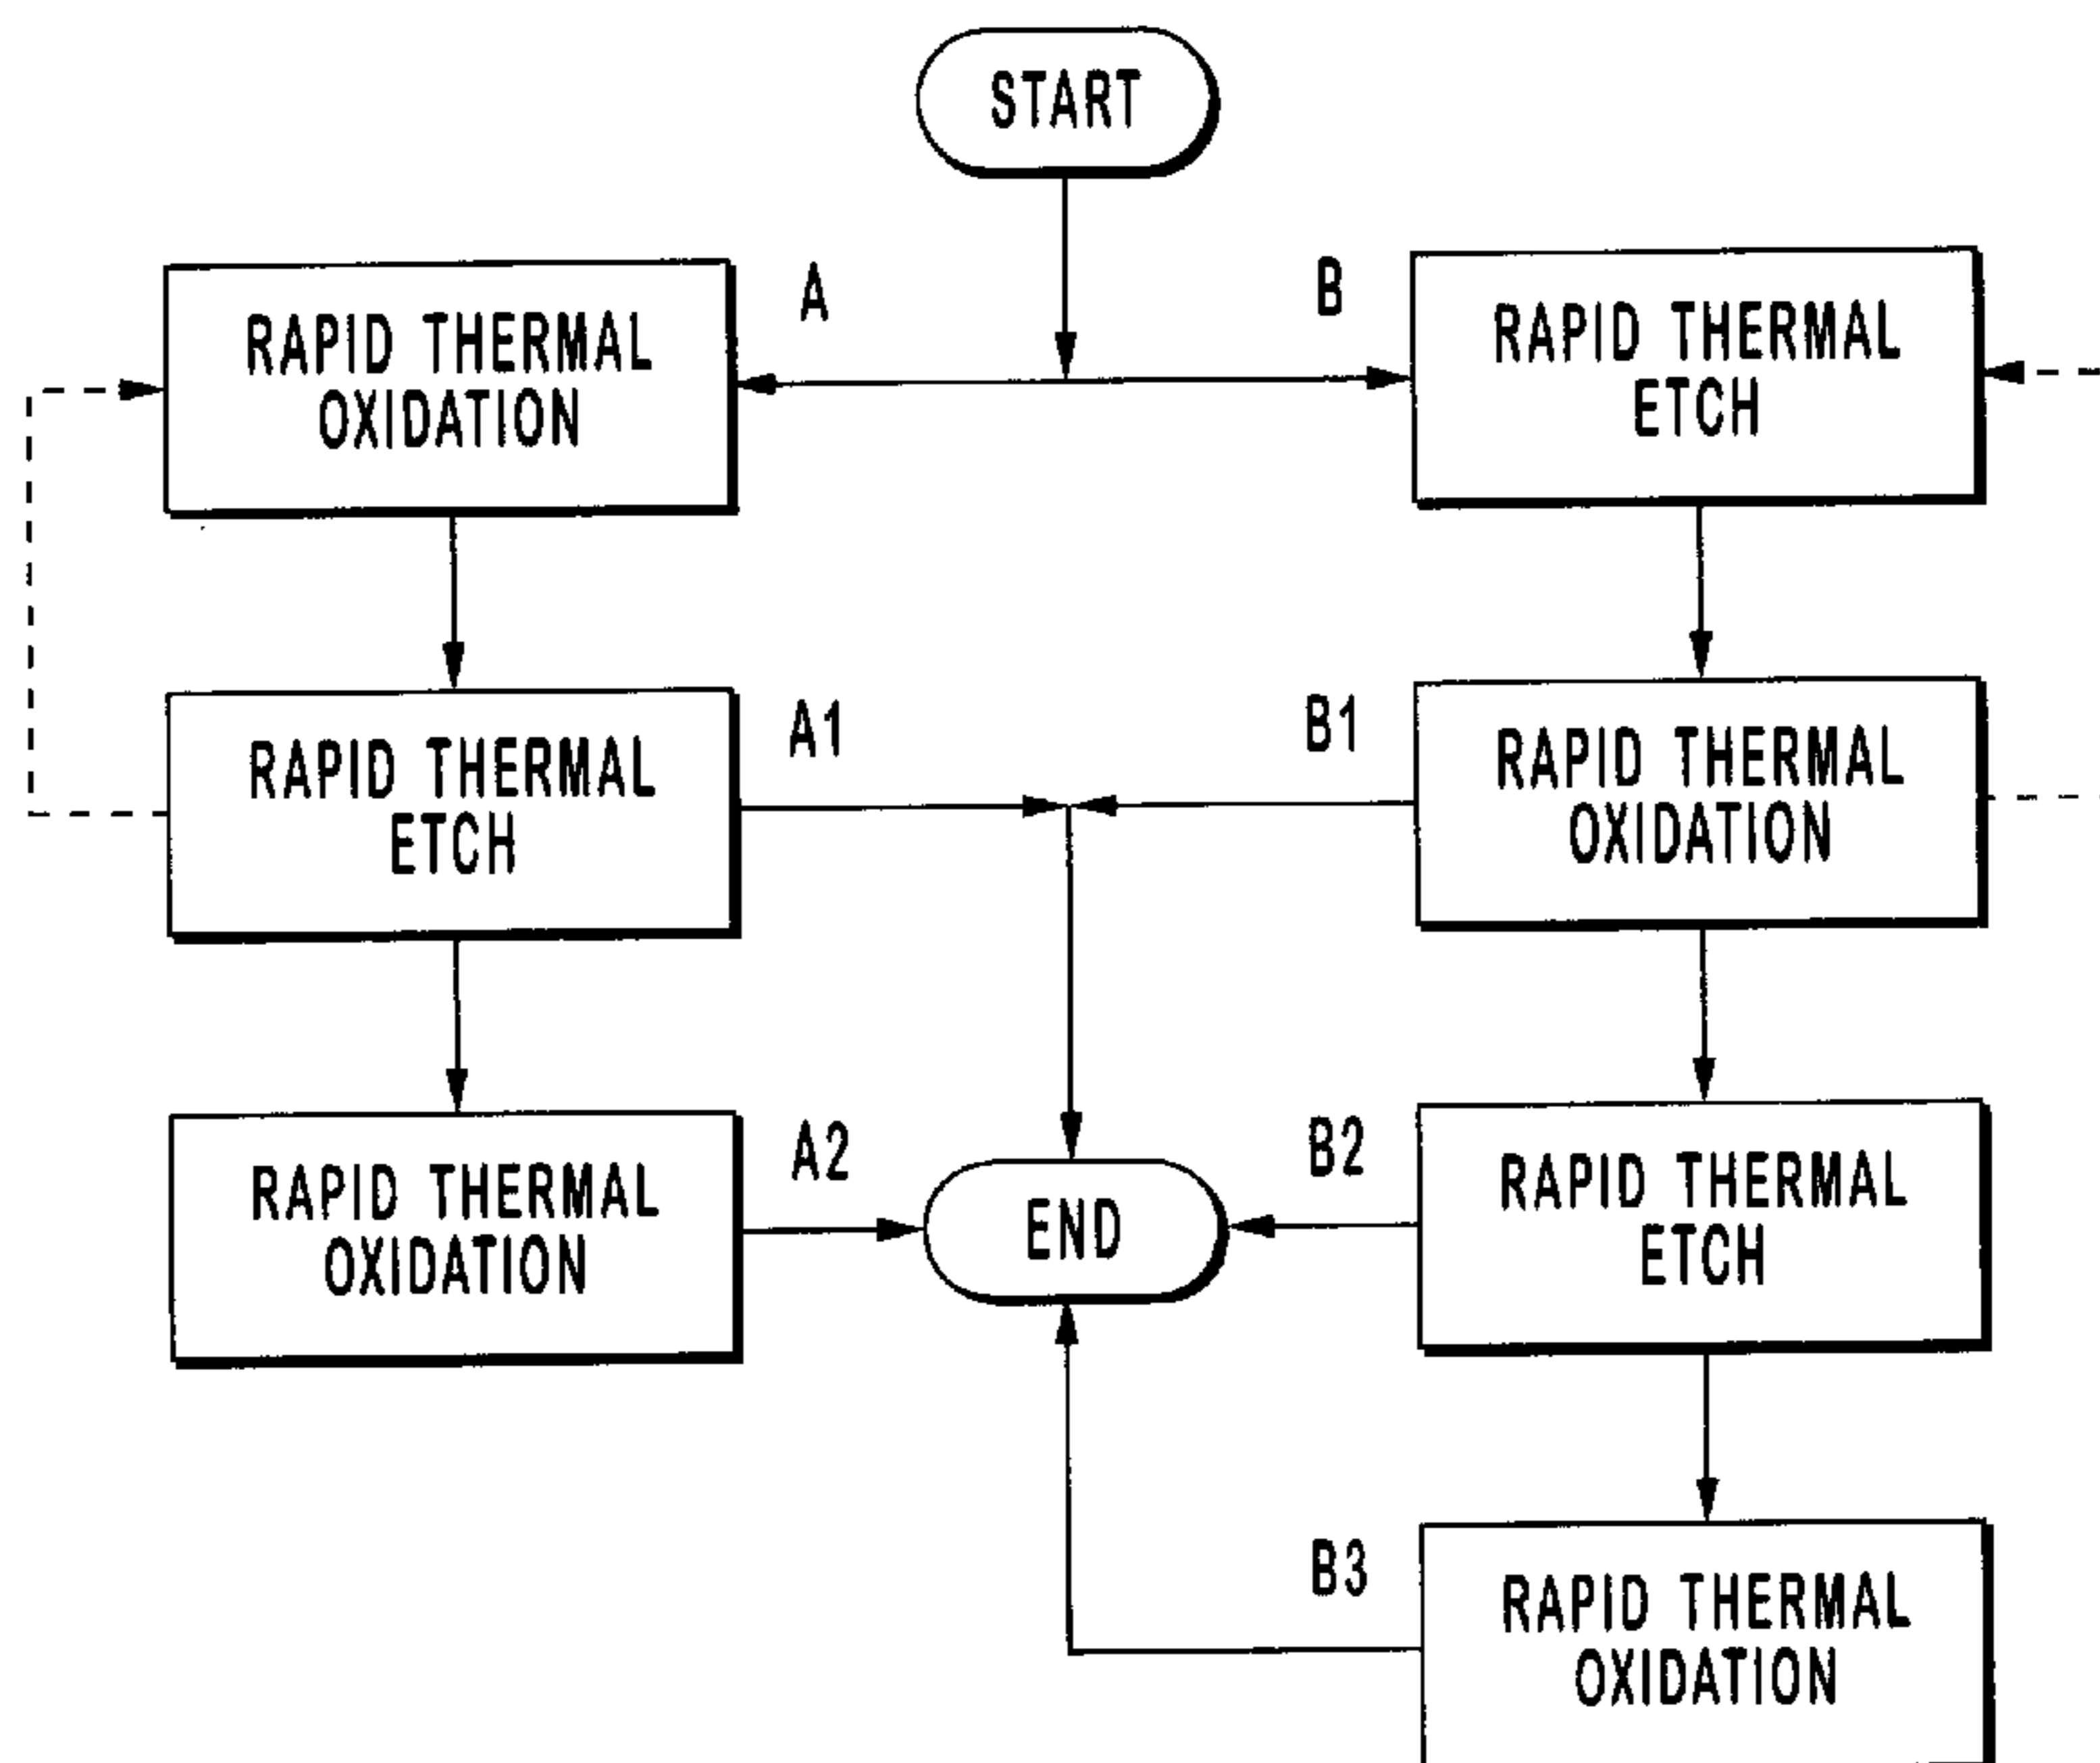 START
A
B
RAPID THERMAL
OXIDATION
RAPID THERMAL
ETCH
A1
B1
RAPID THERMAL
ETCH
RAPID THERMAL
OXIDATION
A2
B2
RAPID THERMAL
OXIDATION
END
RAPID THERMAL
ETCH
B3
RAPID THERMAL
OXIDATION